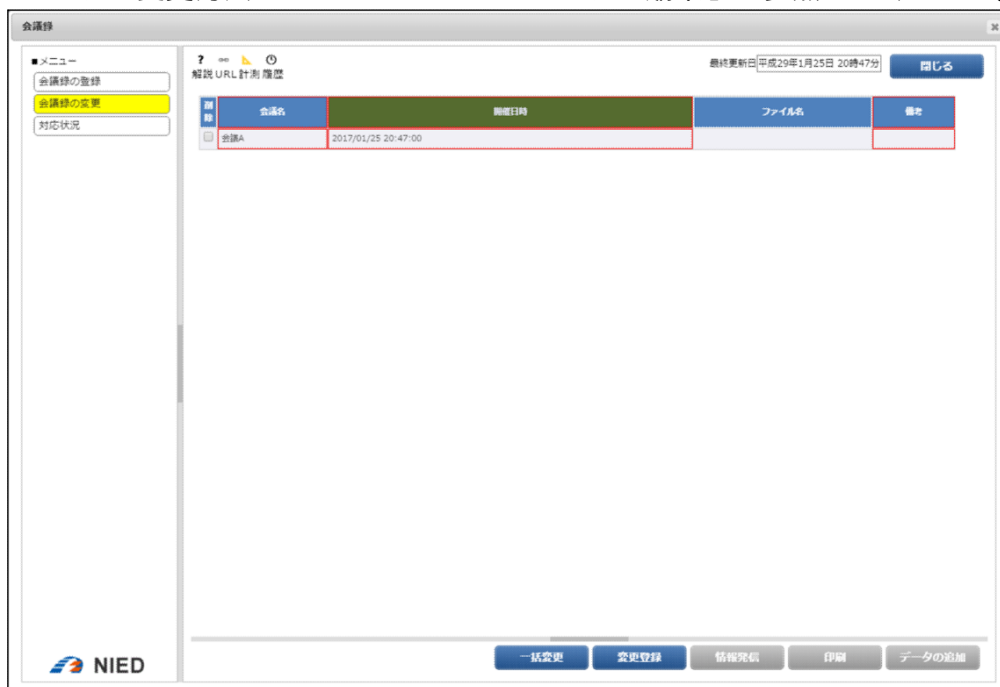 会議録
■メニュー
会議録の登録
会議録の変更
対応状況
?
解説 URL 計測 履歴
最終更新日 平成29年1月25日 20時47分
閉じる
削除 会議名 開催日時 ファイル名 備考
会議A 2017/01/25 20:47:00
一括変更 変更登録 情報発信 印刷 データの追加
NIED